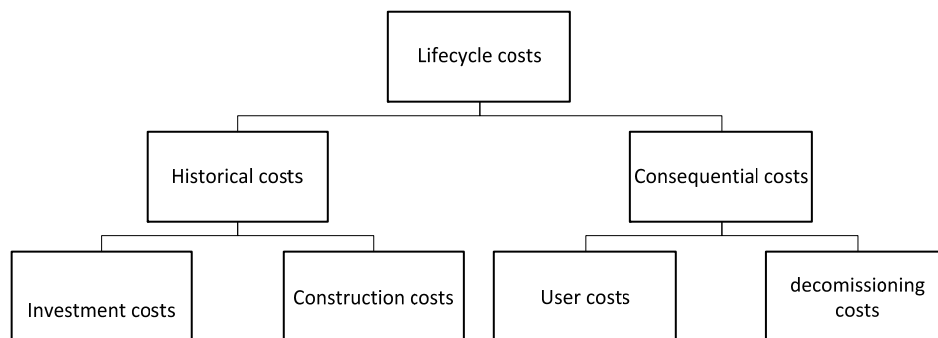 Lifecycle costs
Historical costs
Consequential costs
Investment costs
Construction costs
User costs
decomissioning
costs